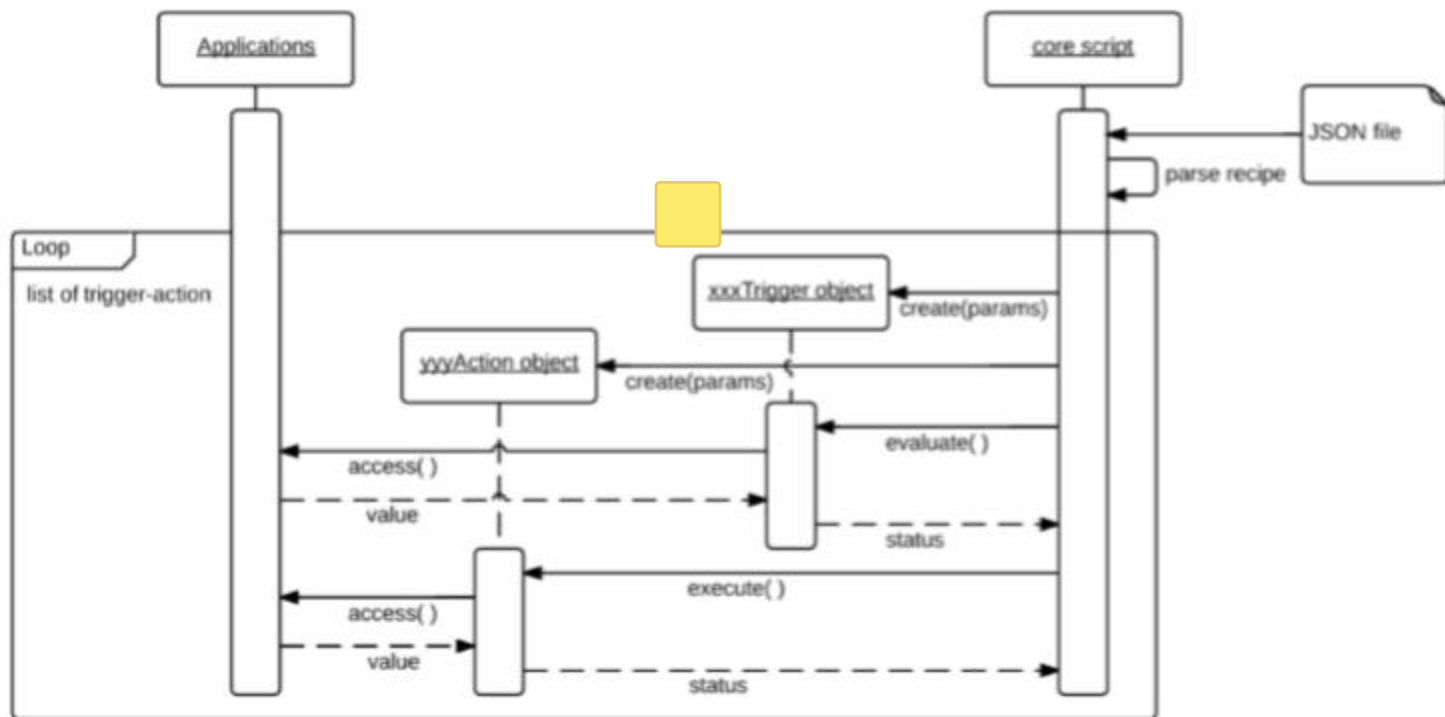 Applications
core script
JSON file
parse recipe
Loop
list of trigger-action
xxxTrigger object
create(params)
yyyAction object
create(params)
evaluate( )
access( )
value
status
execute( )
access( )
value
status